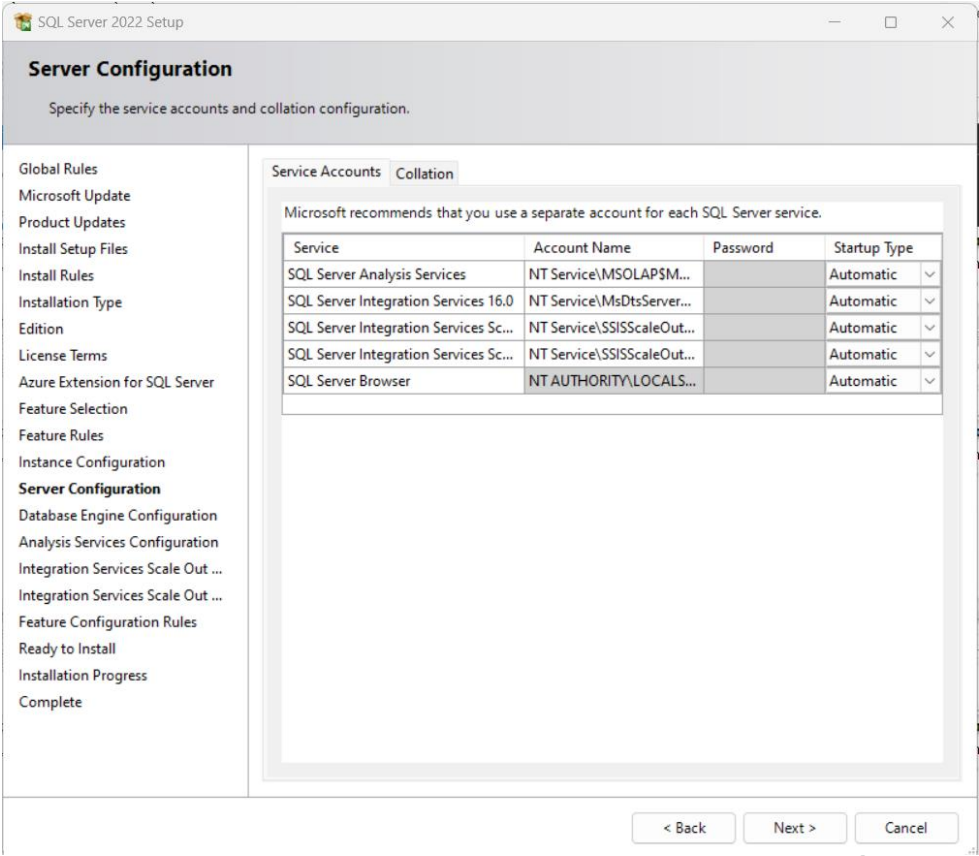 SQL Server 2022 Setup
Server Configuration
Specify the service accounts and collation configuration.
Global Rules
Microsoft Update
Product Updates
Install Setup Files
Install Rules
Installation Type
Edition
License Terms
Azure Extension for SQL Server
Feature Selection
Feature Rules
Instance Configuration
Server Configuration
Database Engine Configuration
Analysis Services Configuration
Integration Services Scale Out ...
Integration Services Scale Out ...
Feature Configuration Rules
Ready to Install
Installation Progress
Complete
Service Accounts Collation
Microsoft recommends that you use a separate account for each SQL Server service.
Service Account Name Password Startup Type
SQL Server Analysis Services NT Service\MSOLAP$M... Automatic
SQL Server Integration Services 16.0 NT Service\MsDtsServer... Automatic
SQL Server Integration Services Sc... NT Service\SSISScaleOut... Automatic
SQL Server Integration Services Sc... NT Service\SSISScaleOut... Automatic
SQL Server Browser NT AUTHORITY\LOCALS... Automatic
< Back Next > Cancel